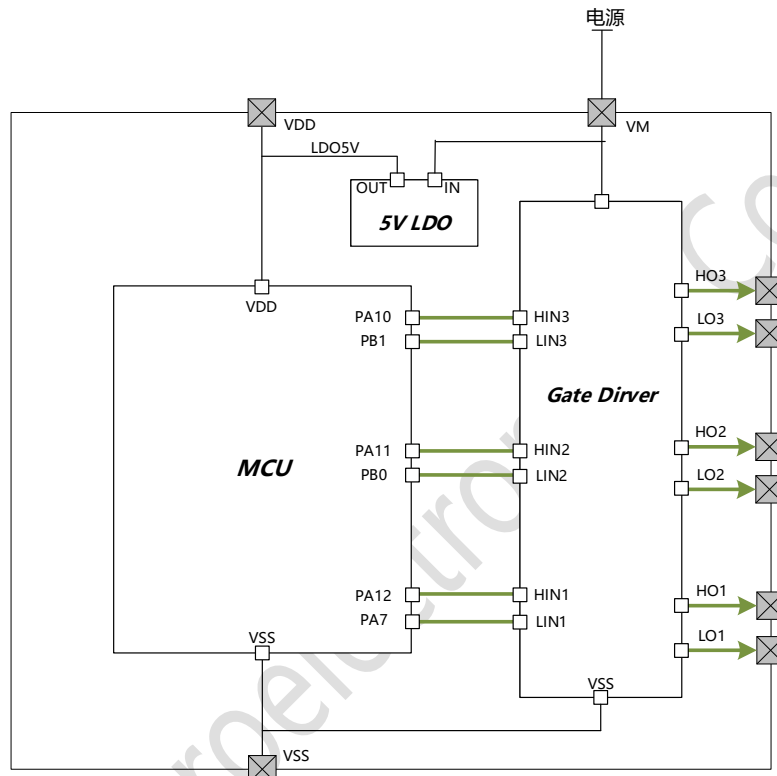 电源
VDD
VM
LDO5V
OUT
IN
5V LDO
VDD
HO3
PA10
HIN3
LO3
PB1
LIN3
Gate Dirver
HO2
PA11
HIN2
MCU
PB0
LIN2
LO2
PA12
HIN1
HO1
PA7
LIN1
LO1
VSS
VSS
VSS